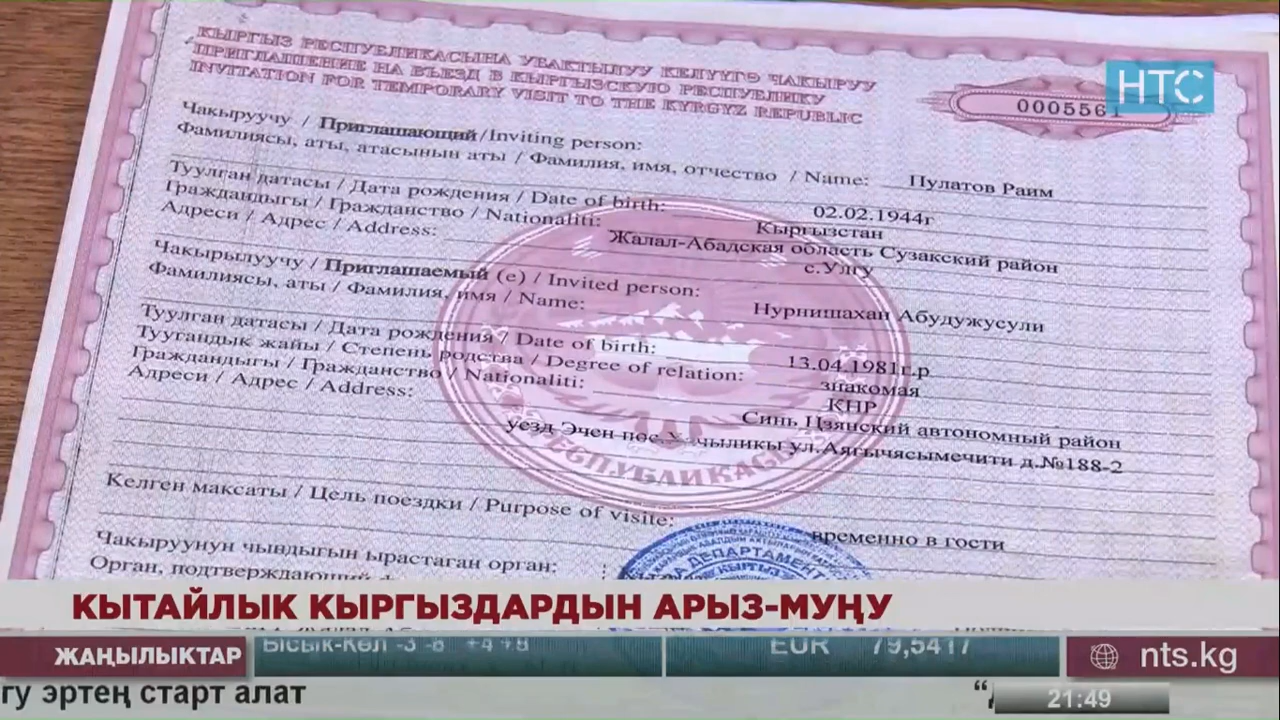 КЫРГЫЗ РЕСПУБЛИКАСЫНА УБАКТЫЛУУ КЕЛҮҮГӨ ЧАКЫРУУ
ПРИГЛАШЕНИЕ НА ВЪЕЗД В КЫРГЫЗСКУЮ РЕСПУБЛИКУ
INVITATION FOR TEMPORARY VISIT TO THE KYRGYZ REPUBLIC
НТС
0005561
Чакыруучу / Приглашающий/Inviting person:
Фамилиясы, аты, атасынын аты / Фамилия, имя, отчество / Name: Пулатов Раим
Туулган датасы / Дата рождения / Date of birth: 02.02.1944г
Граждандыгы / Гражданство / Nationaliti: Кыргызстан
Адреси / Адрес / Address: Жалал-Абадская область Сузакский район
с.Улгу
Чакырылуучу / Приглашаемый (е) / Invited person:
Фамилиясы, аты / Фамилия, имя / Name: Нурнишахан Абудужусули
Туулган датасы / Дата рождения / Date of birth: 13.04.1981г.р
Туугандык жайы / Степень родства / Degree of relation: знакомая
Граждандыгы / Гражданство / Nationaliti: КНР
Адреси / Адрес / Address: Синь Цзянский автономный район
уезд Эчен пос. ул.Аягычясымечити д.№188-2
РЕСПУБЛИКАСЫ
Келген максаты / Цель поездки / Purpose of visite: временно в гости
Чакыруунун чындыгын ырастаган орган:
Орган, подтверждающий
ДЕПАРТАМЕНТ
КЫТАЙЛЫК КЫРГЫЗДАРДЫН АРЫЗ-МУҢУ
ЖАҢЫЛЫКТАР
Ысык-Көл -3 -8 +4 +9
EUR 79,5417
nts.kg
гу эртең старт алат
21:49